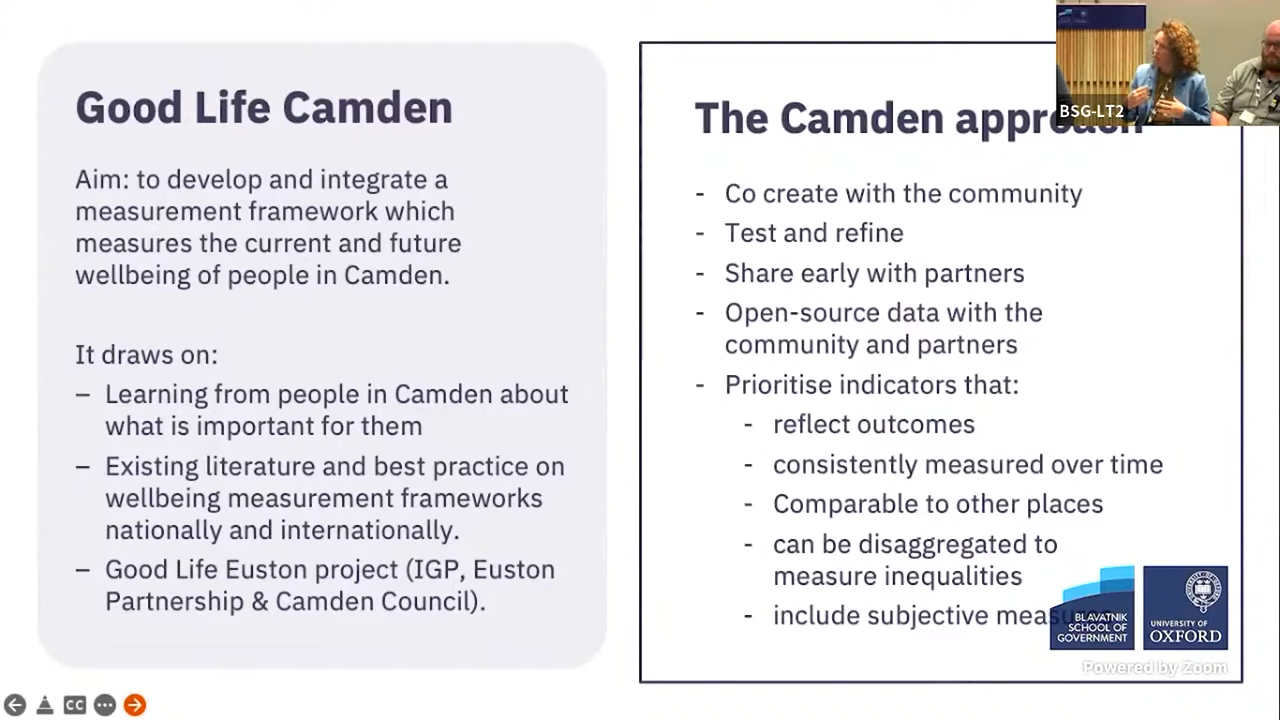 Good Life Camden
Aim: to develop and integrate a
measurement framework which
measures the current and future
wellbeing of people in Camden.
It draws on:
– Learning from people in Camden about
what is important for them
– Existing literature and best practice on
wellbeing measurement frameworks
nationally and internationally.
– Good Life Euston project (IGP, Euston
Partnership & Camden Council).
The Camden approach
- Co create with the community
- Test and refine
- Share early with partners
- Open-source data with the
community and partners
- Prioritise indicators that:
- reflect outcomes
- consistently measured over time
- Comparable to other places
- can be disaggregated to
measure inequalities
- include subjective measures
BSG-LT2
BLAVATNIK
SCHOOL OF
GOVERNMENT
UNIVERSITY OF
OXFORD
Powered by Zoom
CC